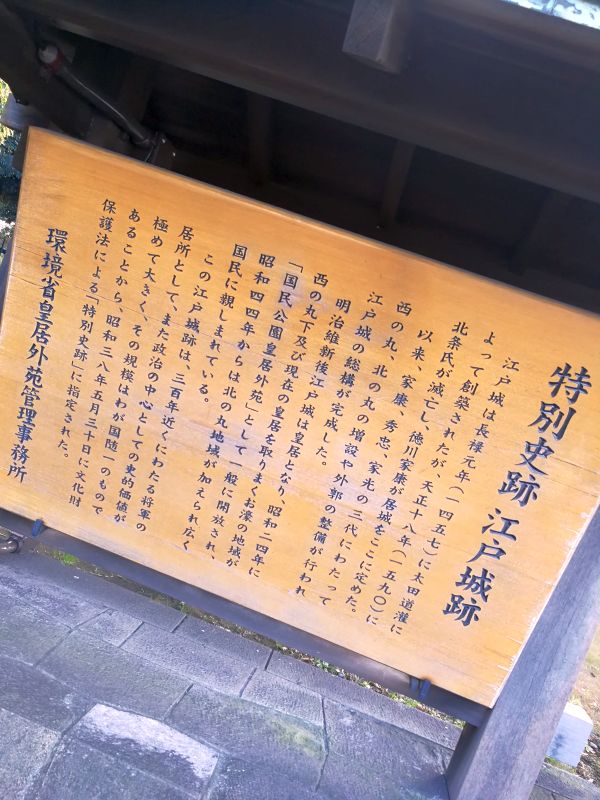 特別史跡 江戸城跡
江戸城は長禄元年(一四五七)に太田道灌に
よって創築されたが、天正十八年(一五九〇)に
北条氏が滅亡し、徳川家康が居城をここに定めた。
以来、家康、秀忠、家光の三代にわたって
西の丸、北の丸の増設や外郭の整備が行われ
江戸城の総構が完成した。
明治維新後江戸城は皇居となり、昭和二四年に
西の丸下及び現在の皇居を取りまくお濠の地域が
「国民公園皇居外苑」として一般に開放され、
昭和四四年からは北の丸地域が加えられ広く
国民に親しまれている。
この江戸城跡は、三百年近くにわたる将軍の
居所として、また政治の中心としての史的価値が
極めて大きく、その規模はわが国随一のもので
あることから、昭和三八年五月三十日に文化財
保護法による「特別史跡」に指定された。
環境省皇居外苑管理事務所